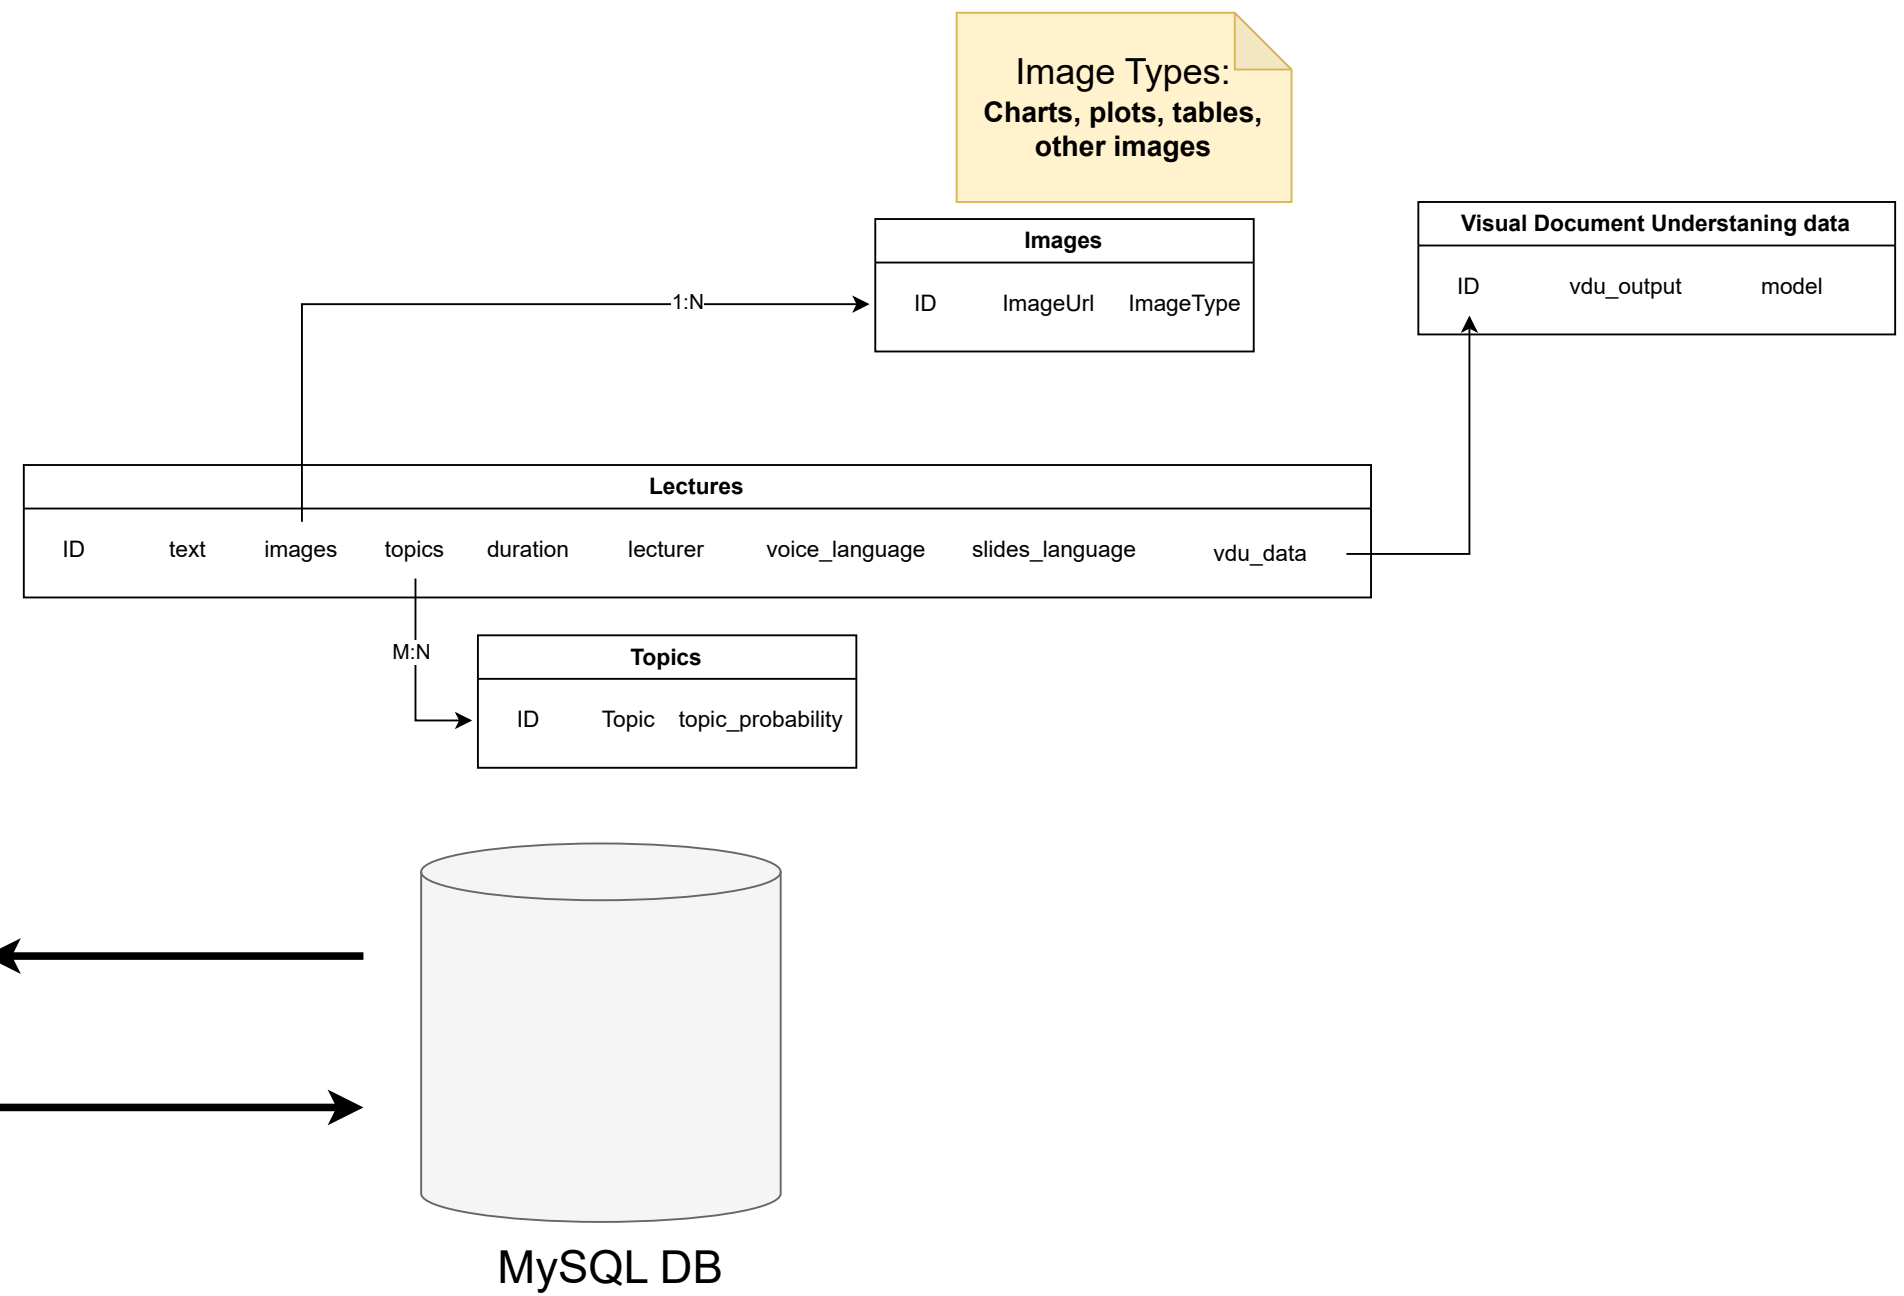 Image Types:
Charts, plots, tables,
other images
Images
ID ImageUrl ImageType
Visual Document Understaning data
ID vdu_output model
1:N
Lectures
ID text images topics duration lecturer voice_language slides_language vdu_data
M:N
Topics
ID Topic topic_probability
MySQL DB